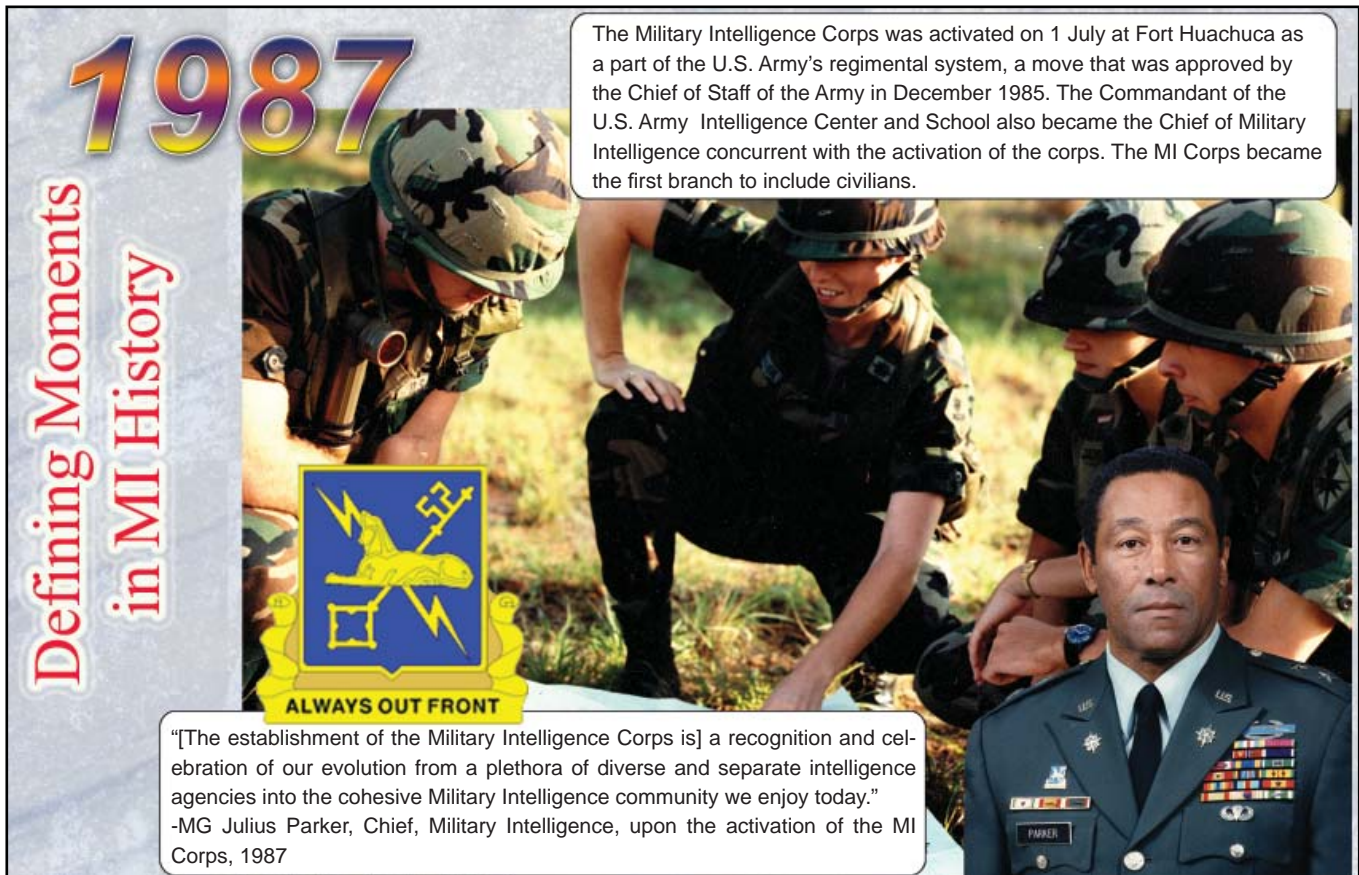 1987
The Military Intelligence Corps was activated on 1 July at Fort Huachuca as
a part of the U.S. Army’s regimental system, a move that was approved by
the Chief of Staff of the Army in December 1985. The Commandant of the
U.S. Army Intelligence Center and School also became the Chief of Military
Intelligence concurrent with the activation of the corps. The MI Corps became
the first branch to include civilians.
Defining Moments
in MI History
ALWAYS OUT FRONT
“[The establishment of the Military Intelligence Corps is] a recognition and cel-
ebration of our evolution from a plethora of diverse and separate intelligence
agencies into the cohesive Military Intelligence community we enjoy today.”
-MG Julius Parker, Chief, Military Intelligence, upon the activation of the MI
Corps, 1987
U.S.
U.S.
PARKER